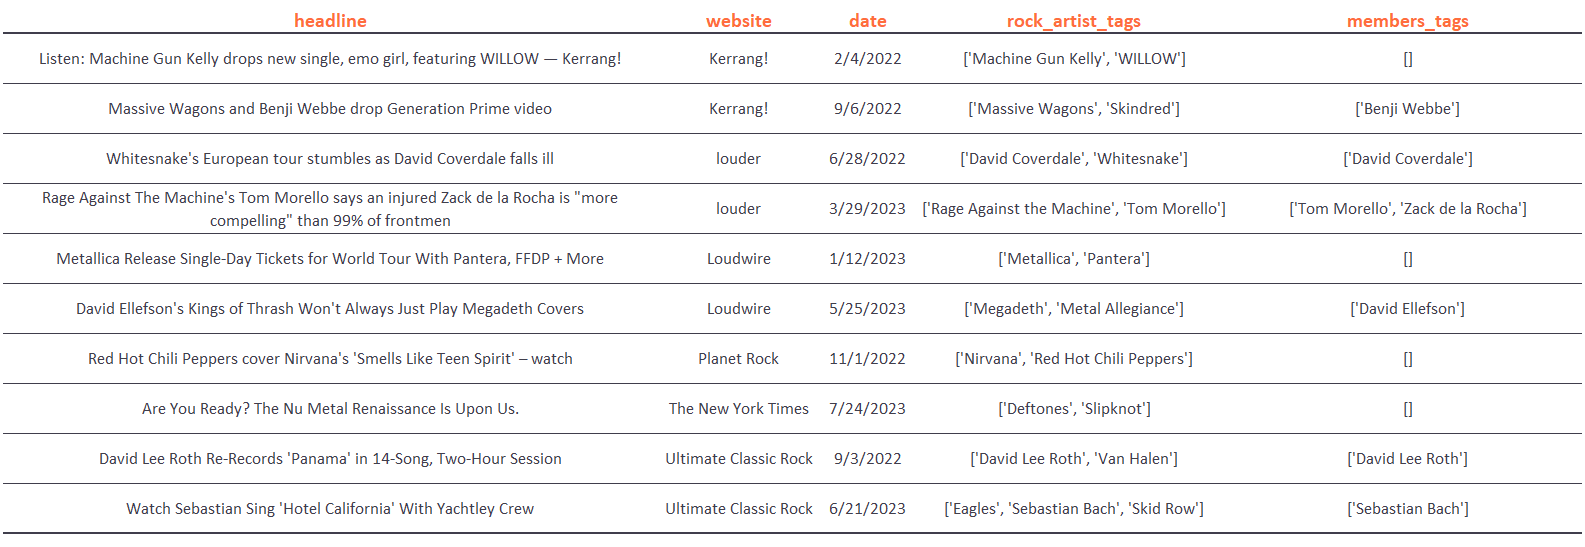 headline website date rock_artist_tags members_tags
Listen: Machine Gun Kelly drops new single, emo girl, featuring WILLOW — Kerrang! Kerrang! 2/4/2022 ['Machine Gun Kelly', 'WILLOW'] []
Massive Wagons and Benji Webbe drop Generation Prime video Kerrang! 9/6/2022 ['Massive Wagons', 'Skindred'] ['Benji Webbe']
Whitesnake's European tour stumbles as David Coverdale falls ill louder 6/28/2022 ['David Coverdale', 'Whitesnake'] ['David Coverdale']
Rage Against The Machine's Tom Morello says an injured Zack de la Rocha is "more
compelling" than 99% of frontmen louder 3/29/2023 ['Rage Against the Machine', 'Tom Morello'] ['Tom Morello', 'Zack de la Rocha']
Metallica Release Single-Day Tickets for World Tour With Pantera, FFDP + More Loudwire 1/12/2023 ['Metallica', 'Pantera'] []
David Ellefson's Kings of Thrash Won't Always Just Play Megadeth Covers Loudwire 5/25/2023 ['Megadeth', 'Metal Allegiance'] ['David Ellefson']
Red Hot Chili Peppers cover Nirvana's 'Smells Like Teen Spirit' – watch Planet Rock 11/1/2022 ['Nirvana', 'Red Hot Chili Peppers'] []
Are You Ready? The Nu Metal Renaissance Is Upon Us. The New York Times 7/24/2023 ['Deftones', 'Slipknot'] []
David Lee Roth Re-Records 'Panama' in 14-Song, Two-Hour Session Ultimate Classic Rock 9/3/2022 ['David Lee Roth', 'Van Halen'] ['David Lee Roth']
Watch Sebastian Sing 'Hotel California' With Yachtley Crew Ultimate Classic Rock 6/21/2023 ['Eagles', 'Sebastian Bach', 'Skid Row'] ['Sebastian Bach']